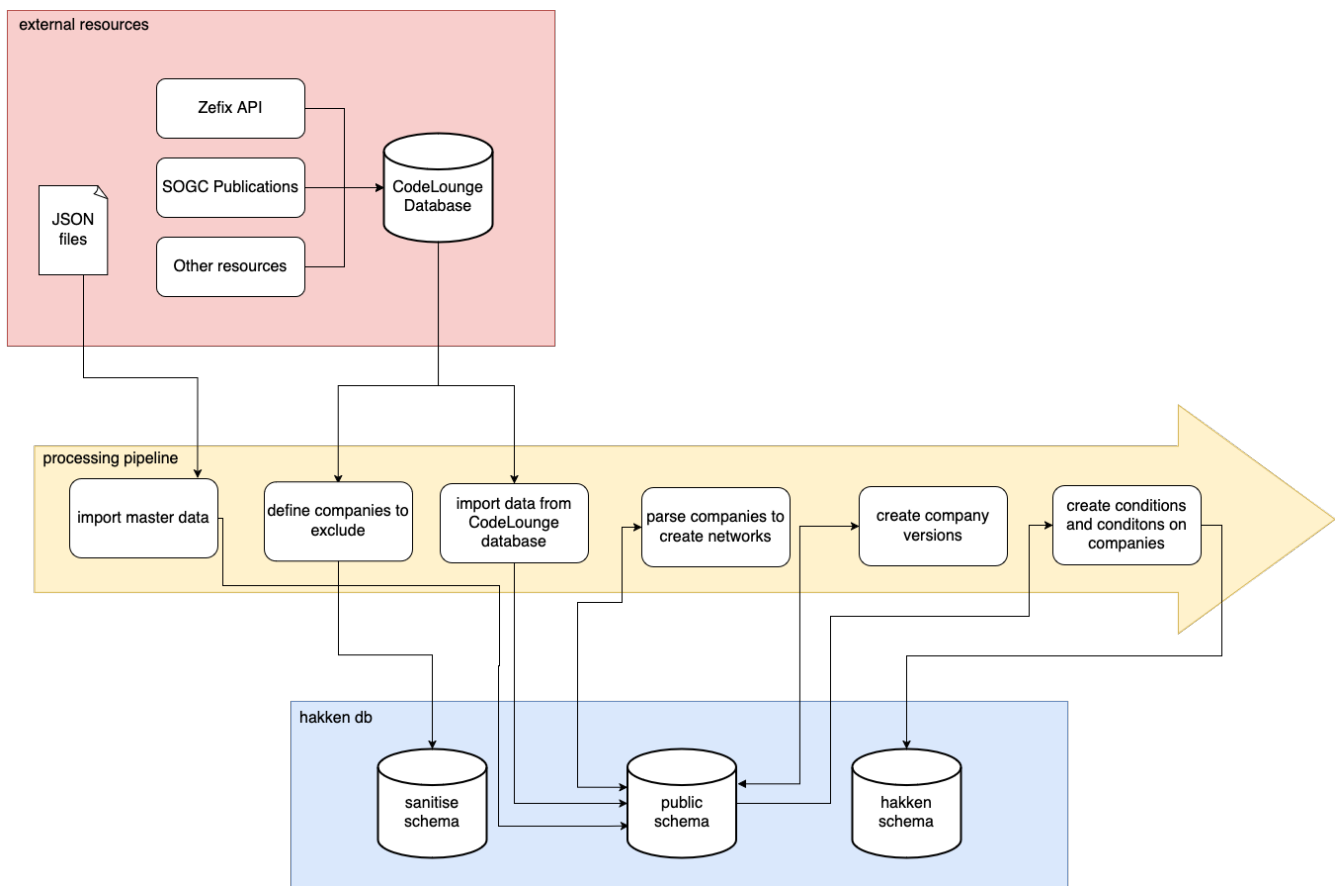 external resources
Zefix API
SOGC Publications
Other resources
CodeLounge
Database
JSON
files
processing pipeline
import master data
define companies to
exclude
import data from
CodeLounge
database
parse companies to
create networks
create company
versions
create conditions
and conditons on
companies
hakken db
sanitise
schema
public
schema
hakken
schema